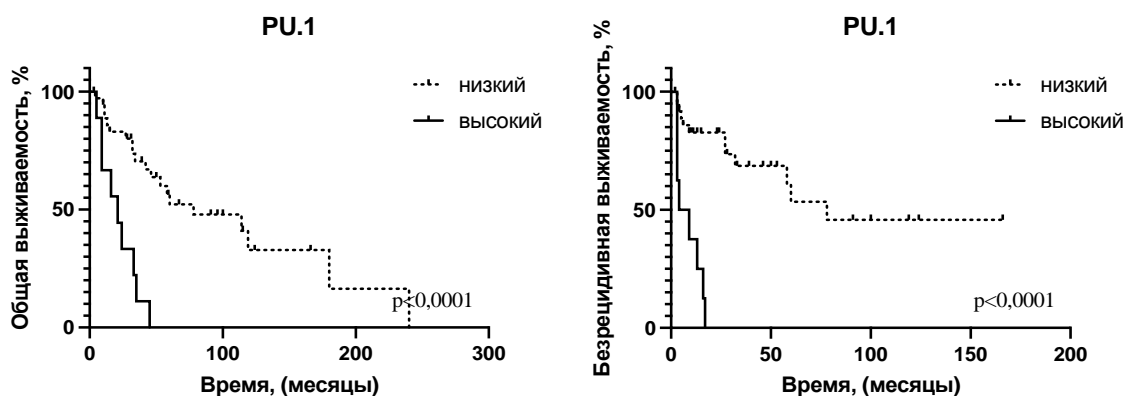 PU.1
Общая выживаемость, %
100
50
0
0
100
200
300
Время, (месяцы)
низкий
высокий
p<0,0001
PU.1
Безрецидивная выживаемость, %
100
50
0
0
50
100
150
200
Время, (месяцы)
низкий
высокий
p<0,0001